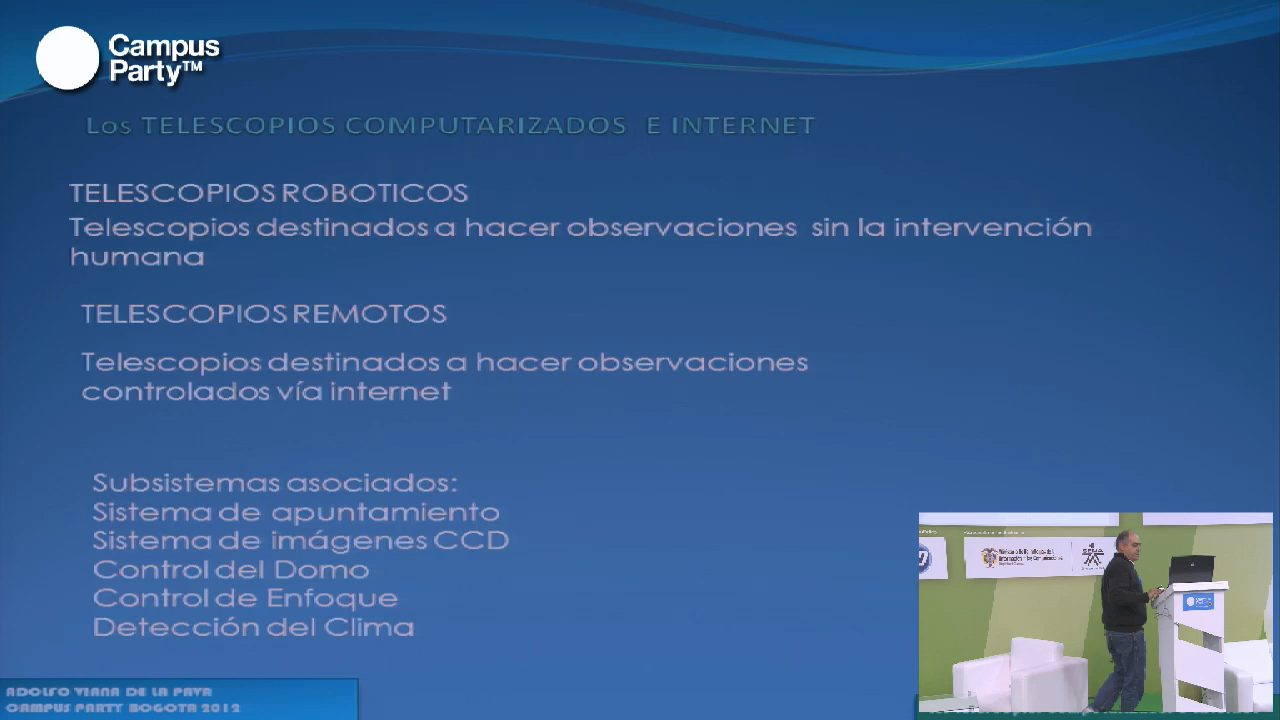 Campus
Party™
Los TELESCOPIOS COMPUTARIZADOS E INTERNET
TELESCOPIOS ROBOTICOS
Telescopios destinados a hacer observaciones sin la intervención
humana
TELESCOPIOS REMOTOS
Telescopios destinados a hacer observaciones
controlados vía internet
Subsistemas asociados:
Sistema de apuntamiento
Sistema de imágenes CCD
Control del Domo
Control de Enfoque
Detección del Clima
ADOLFO VIANA DE LA PAVA
CAMPUS PARTY BOGOTA 2012